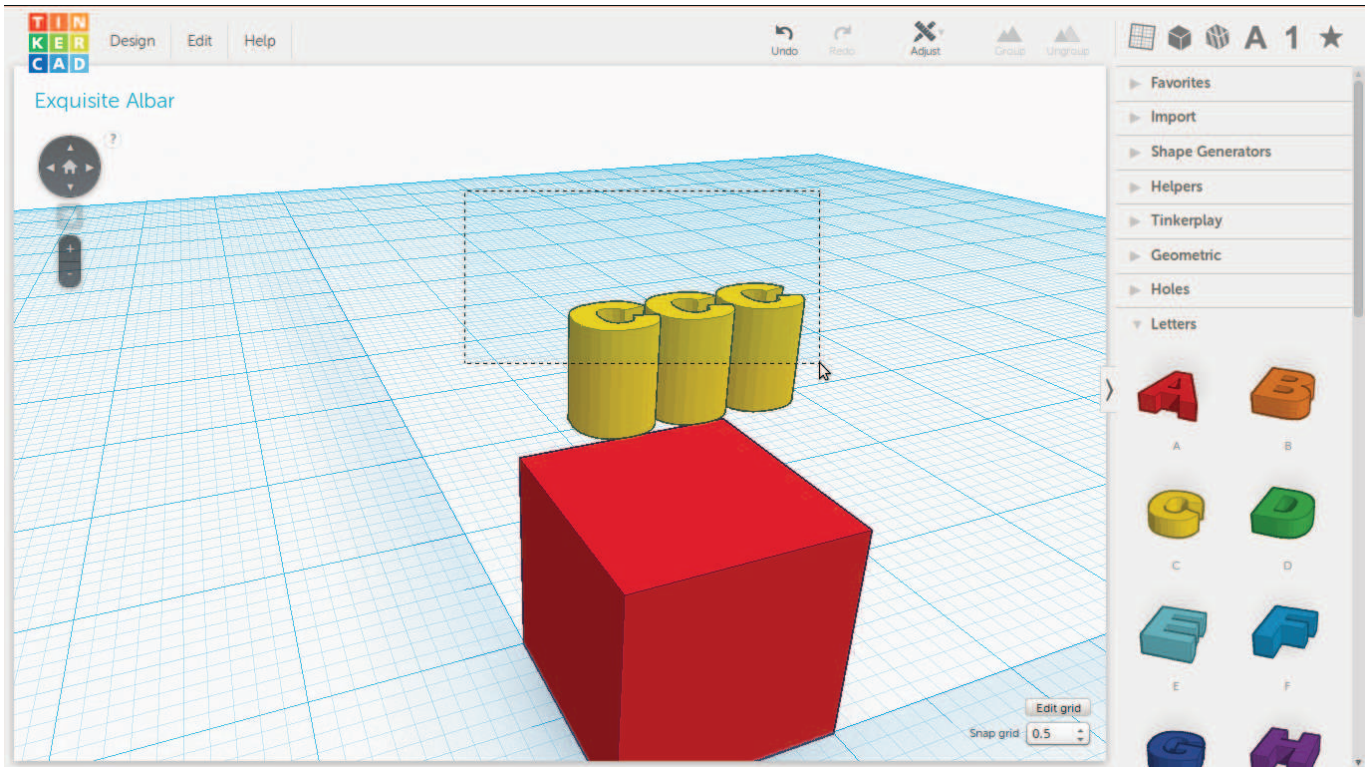 TIN
KER
CAD
Design Edit Help
Undo Redo Adjust Group Ungroup
A 1
Exquisite Albar
?
+
-
Favorites
Import
Shape Generators
Helpers
Tinkerplay
Geometric
Holes
Letters
A B
C D
E F
Edit grid
Snap grid 0.5